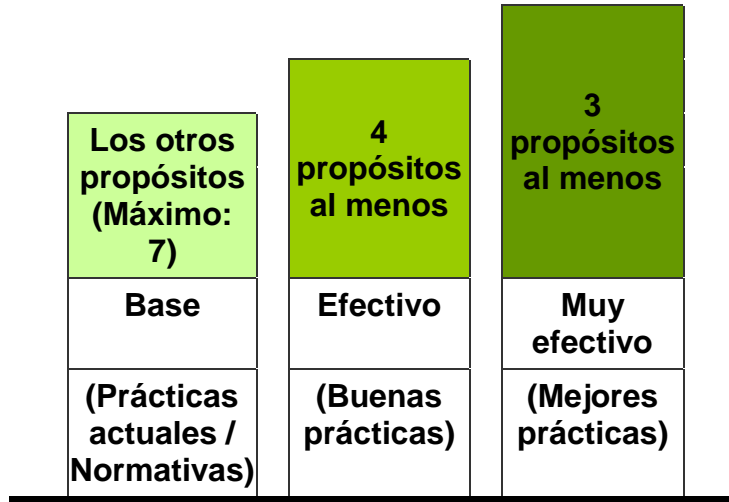 Los otros
propósitos
(Máximo:
7)
Base
(Prácticas
actuales /
Normativas)
4
propósitos
al menos
Efectivo
(Buenas
prácticas)
3
propósitos
al menos
Muy
efectivo
(Mejores
prácticas)